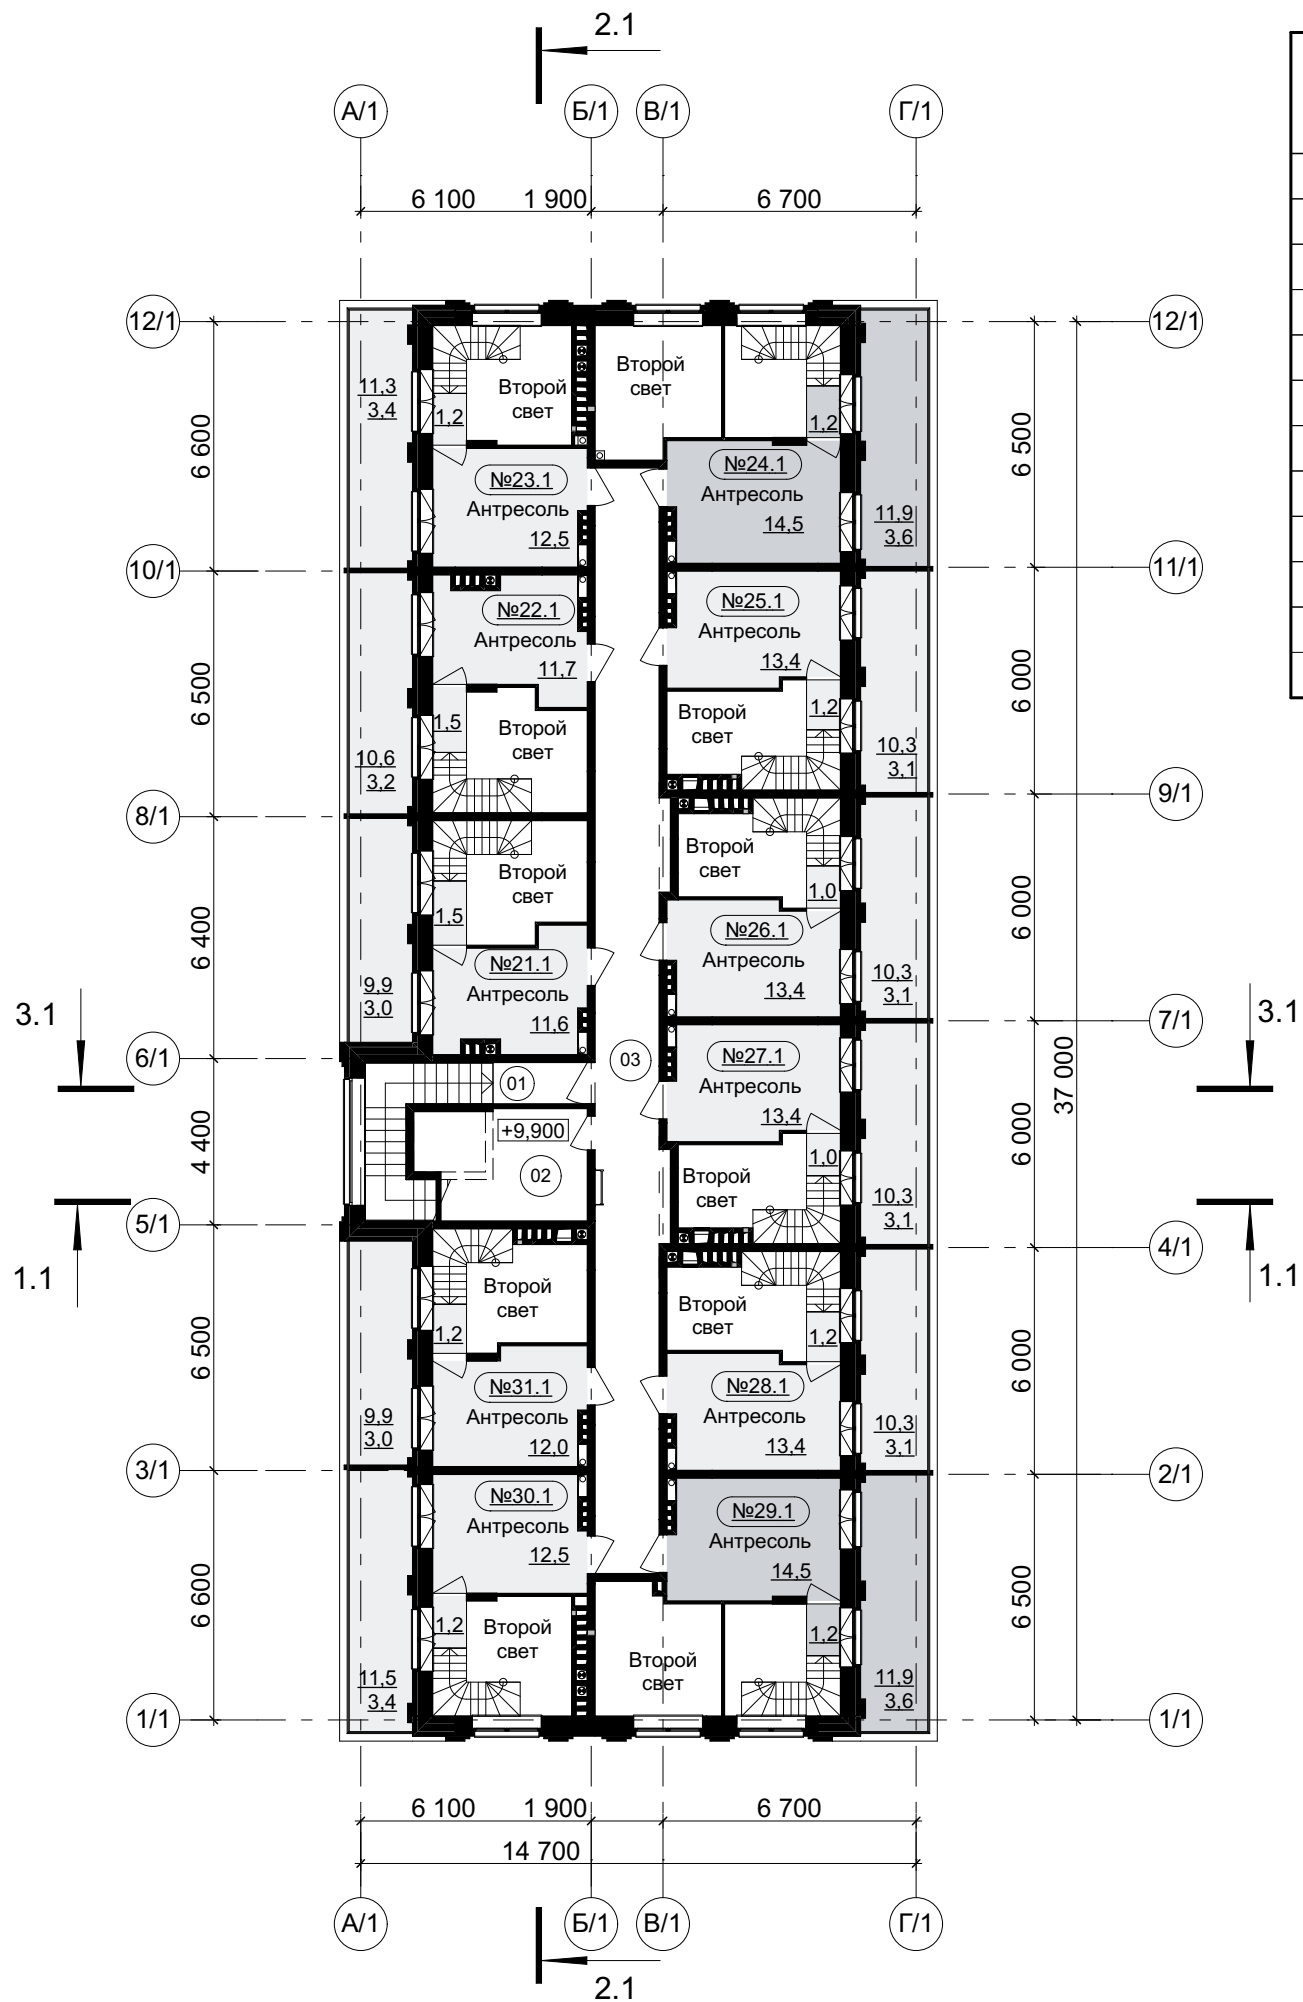 2.1
А/1 Б/1 В/1 Г/1
6 100 1 900 6 700
12/1 12/1
Второй
свет
Второй
свет
11,3
3,4
1,2
1,2
6 600
6 500
№23.1
Антресоль
12,5
№24.1
Антресоль
14,5
11,9
3,6
10/1
11/1
№22.1
Антресоль
11,7
№25.1
Антресоль
13,4
6 500
6 000
1,5
Второй
свет
Второй
свет
1,2
10,6
3,2
10,3
3,1
8/1
9/1
Второй
свет
Второй
свет
1,5
1,0
6 400
6 000
№21.1
Антресоль
11,6
№26.1
Антресоль
13,4
9,9
3,0
10,3
3,1
3.1
3.1
7/1
6/1
01
03
№27.1
Антресоль
13,4
37 000
4 400
6 000
+9,900
02
Второй
свет
1,0
10,3
3,1
5/1
4/1
1.1
1.1
Второй
свет
Второй
свет
1,2
1,2
6 500
6 000
№31.1
Антресоль
12,0
№28.1
Антресоль
13,4
9,9
3,0
10,3
3,1
3/1
2/1
№30.1
Антресоль
12,5
№29.1
Антресоль
14,5
6 600
6 500
1,2
Второй
свет
Второй
свет
1,2
11,5
3,4
11,9
3,6
1/1 1/1
6 100 1 900 6 700
14 700
А/1 Б/1 В/1 Г/1
2.1